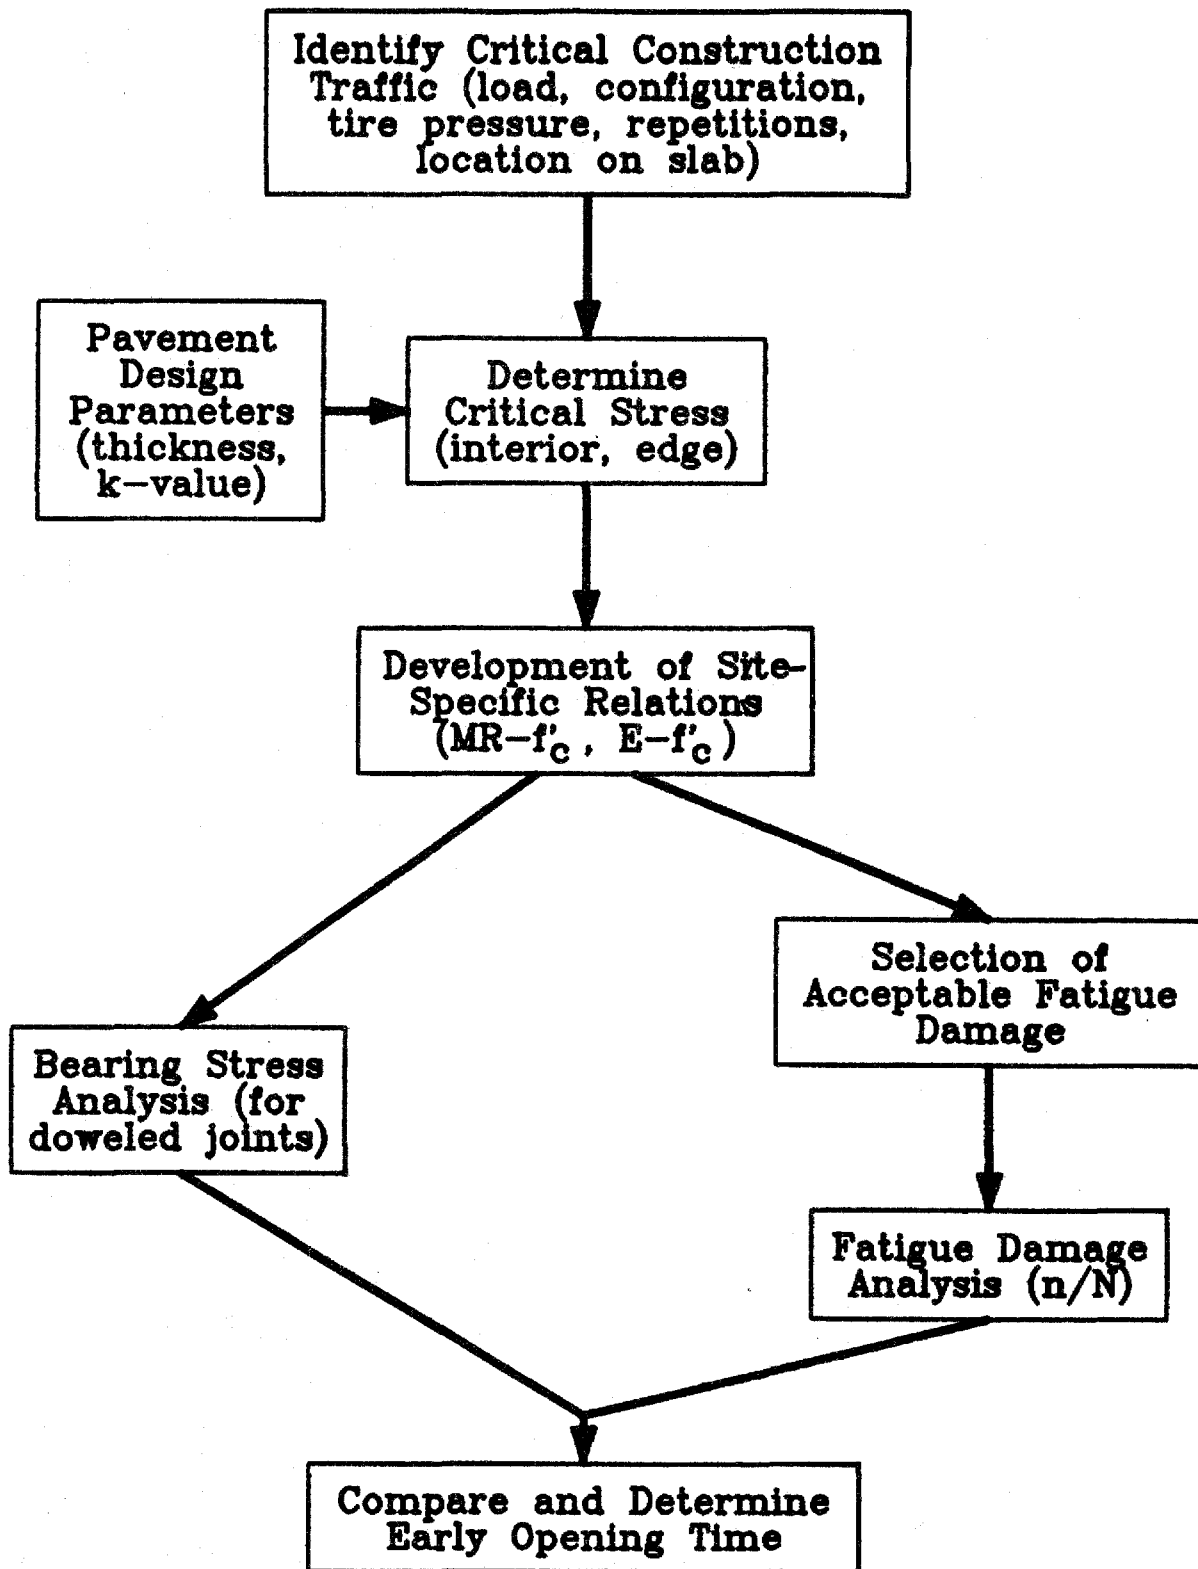 Identify Critical Construction
Traffic (load, configuration,
tire pressure, repetitions,
location on slab)
Pavement
Design
Parameters
(thickness,
k-value)
Determine
Critical Stress
(interior, edge)
Development of Site-
Specific Relations
(MR-f'c, E-f'c)
Bearing Stress
Analysis (for
doweled joints)
Selection of
Acceptable Fatigue
Damage
Fatigue Damage
Analysis (n/N)
Compare and Determine
Early Opening Time